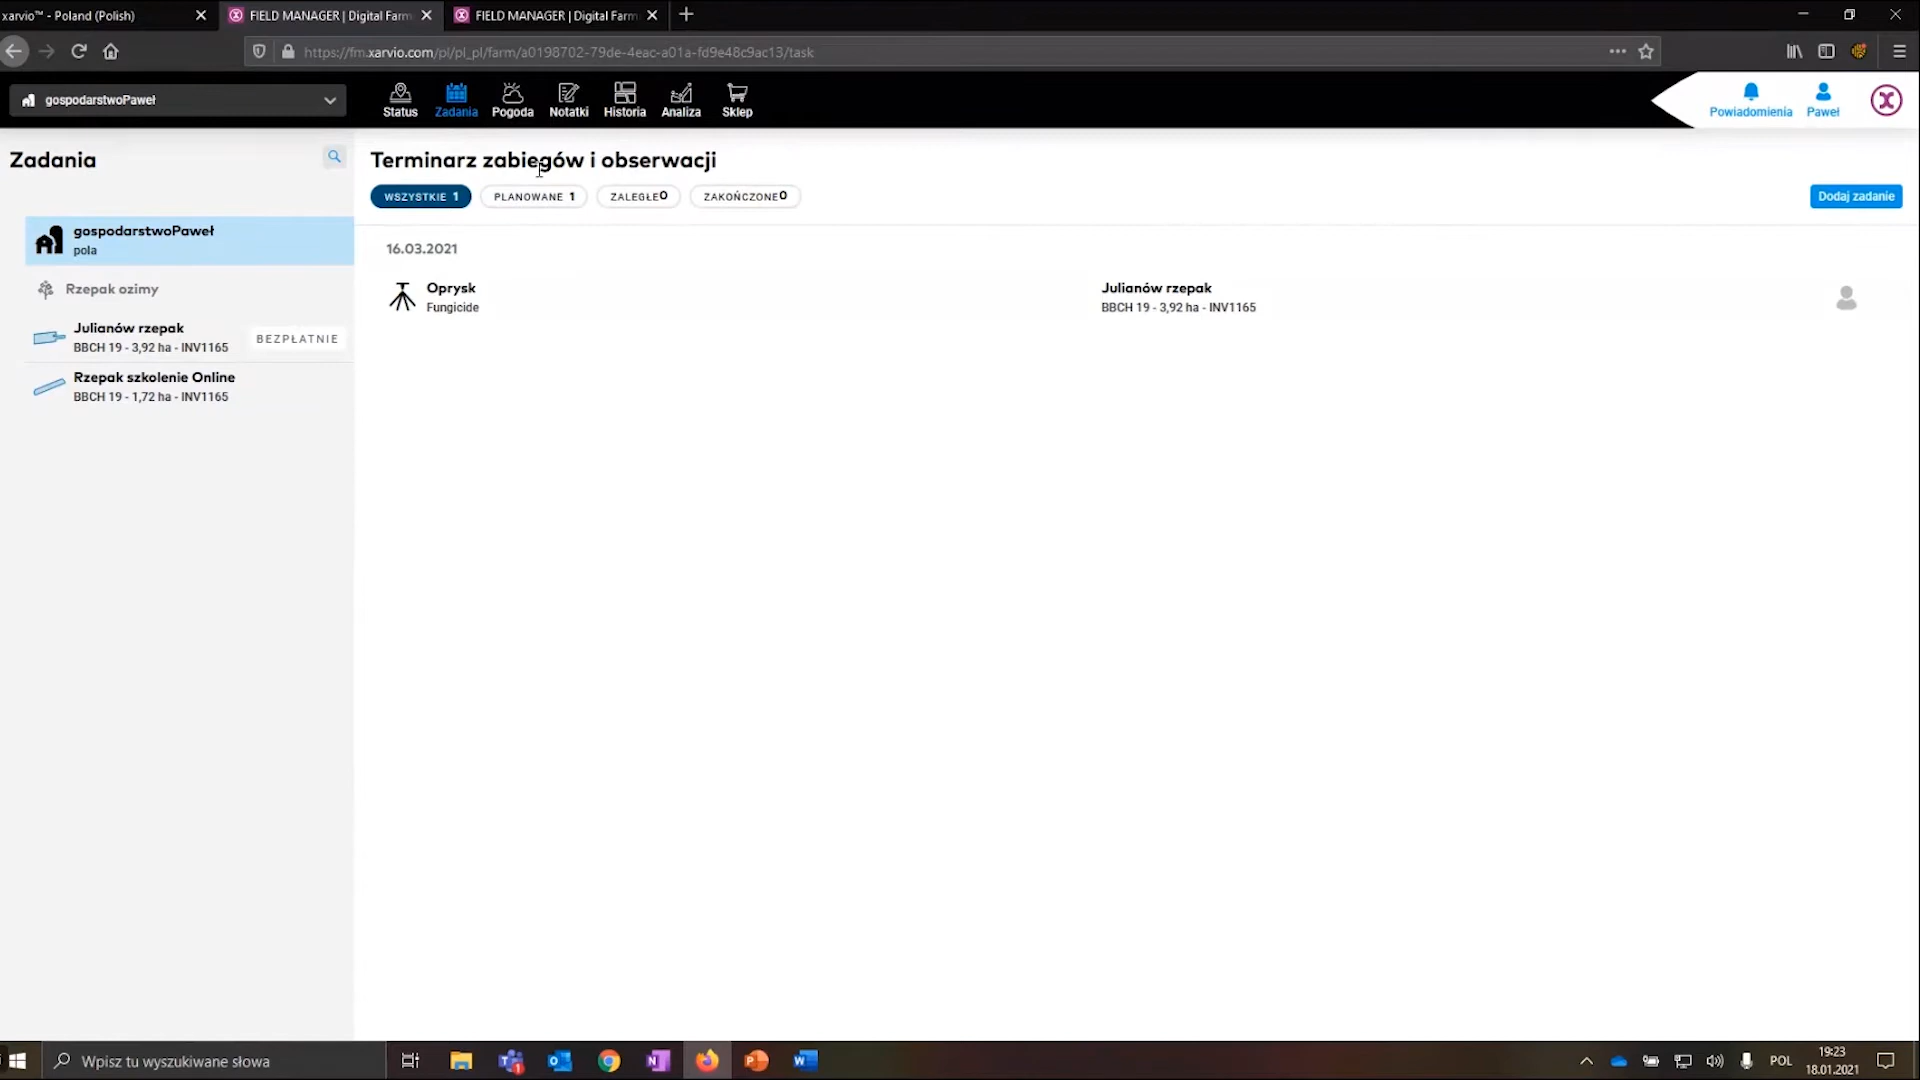 xarvio™ - Poland (Polish)
FIELD MANAGER | Digital Farm
FIELD MANAGER | Digital Farm
https://fm.xarvio.com/pl/pl_pl/farm/a0198702-79de-4eac-a01a-fd9e48c9ac13/task
gospodarstwoPaweł
Status
Zadania
Pogoda
Notatki
Historia
Analiza
Sklep
Powiadomienia
Paweł
Zadania
Terminarz zabiegów i obserwacji
WSZYSTKIE 1
PLANOWANE 1
ZALEGŁE0
ZAKOŃCZONE0
Dodaj zadanie
gospodarstwoPaweł
pola
16.03.2021
Rzepak ozimy
Oprysk
Fungicide
Julianów rzepak
BBCH 19 - 3,92 ha - INV1165
Julianów rzepak
BBCH 19 - 3,92 ha - INV1165
BEZPŁATNIE
Rzepak szkolenie Online
BBCH 19 - 1,72 ha - INV1165
Wpisz tu wyszukiwane słowa
POL
19:23
18.01.2021